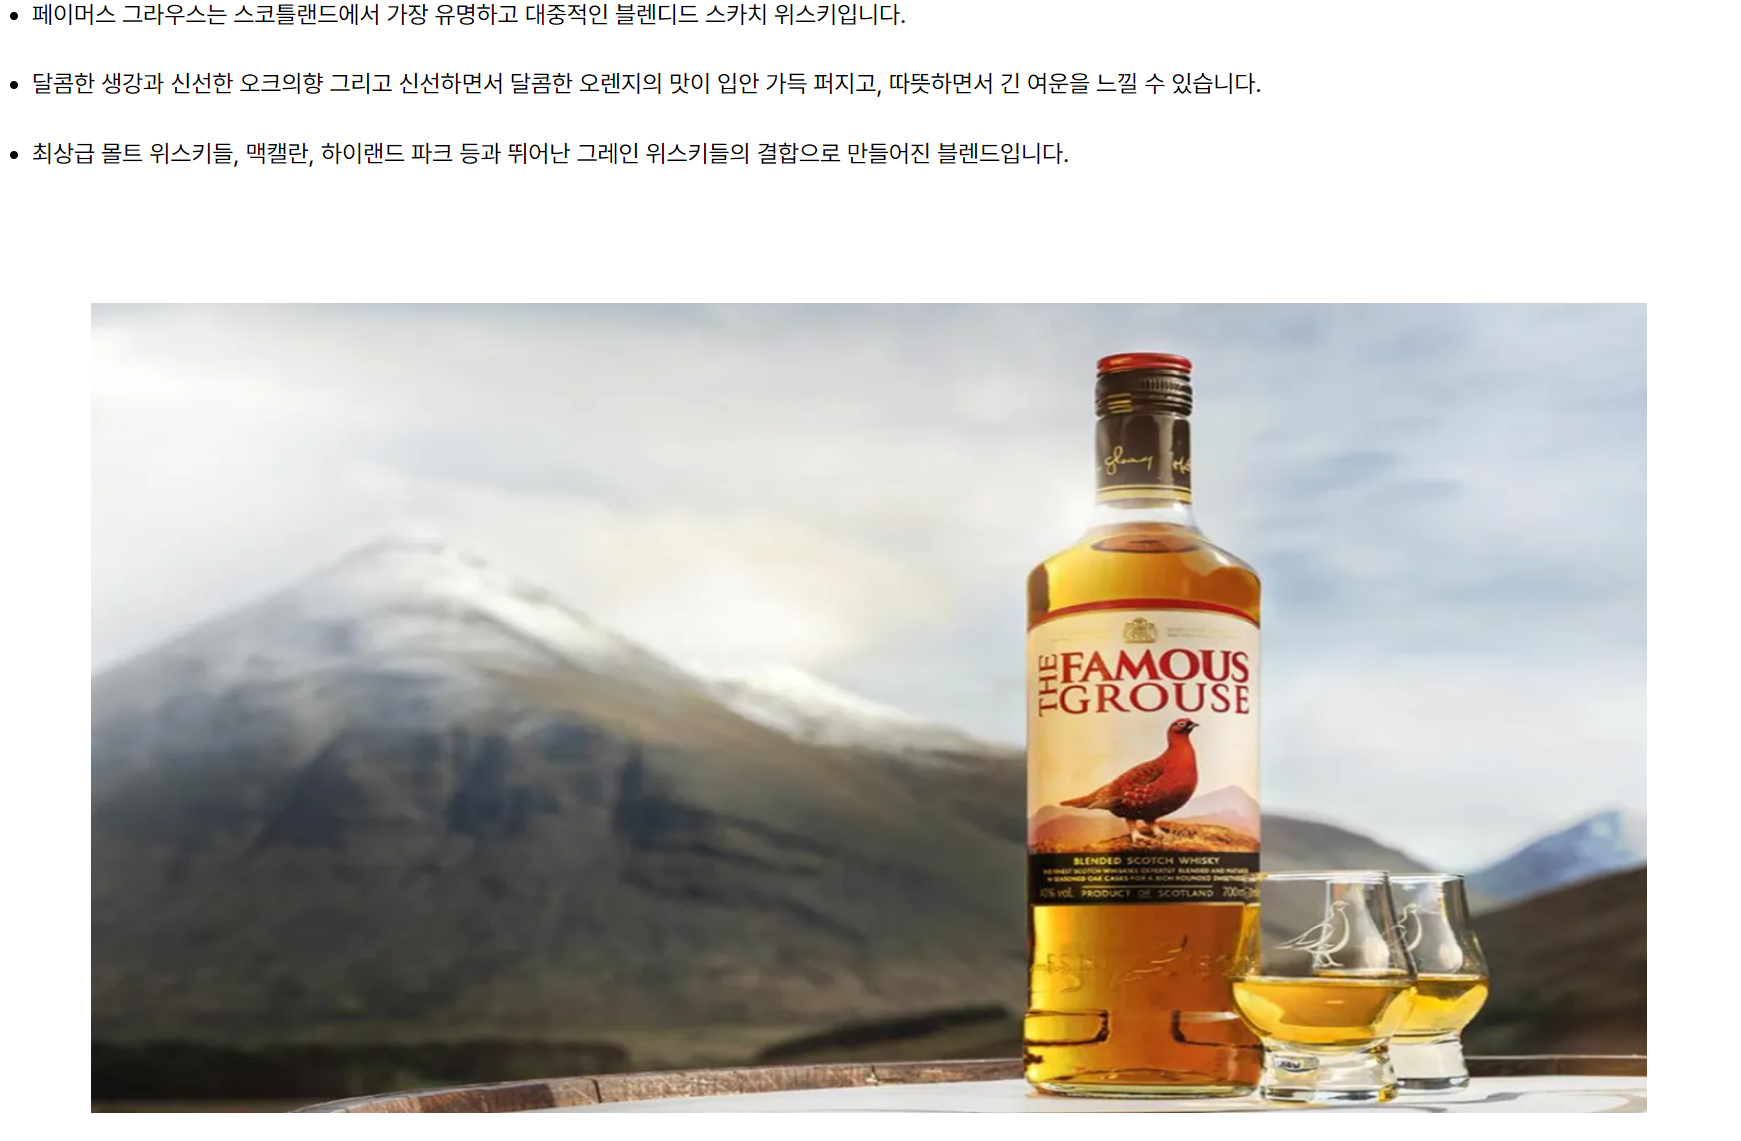 페이머스 그라우스는 스코틀랜드에서 가장 유명하고 대중적인 블렌디드 스카치 위스키입니다.
달콤한 생강과 신선한 오크의향 그리고 신선하면서 달콤한 오렌지의 맛이 입안 가득 퍼지고, 따뜻하면서 긴 여운을 느낄 수 있습니다.
최상급 몰트 위스키들, 맥캘란, 하이랜드 파크 등과 뛰어난 그레인 위스키들의 결합으로 만들어진 블렌드입니다.
THE FAMOUS
GROUSE
BLENDED SCOTCH WHISKY
40% vol. PRODUCT OF SCOTLAND 700